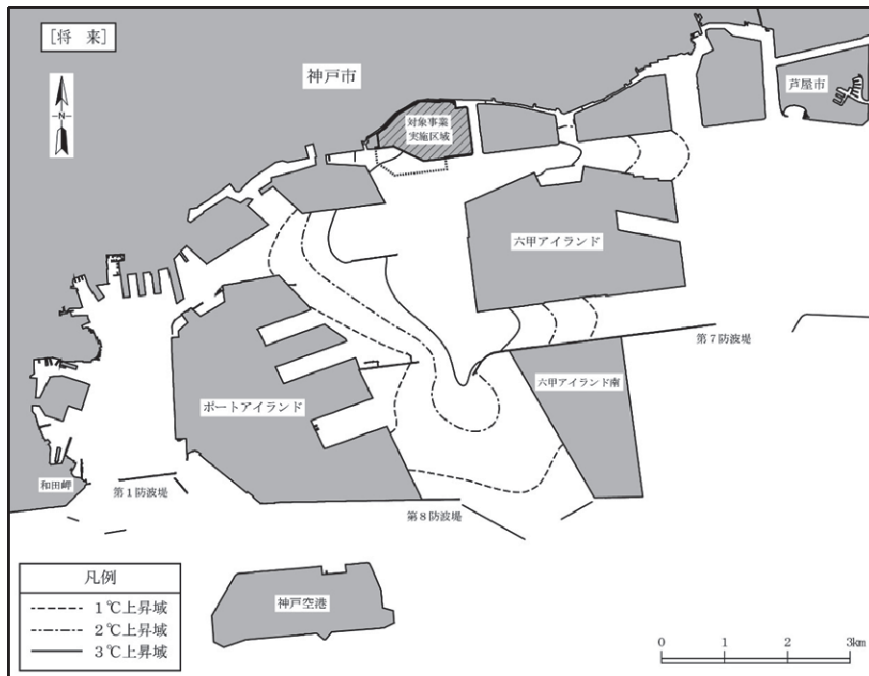 [将 来]
神戸市
芦屋市
N
対象事業
実施区域
六甲アイランド
第7防波堤
六甲アイランド南
ポートアイランド
和田岬
第1防波堤
第8防波堤
神戸空港
凡例
1℃上昇域
2℃上昇域
3℃上昇域
0 1 2 3km